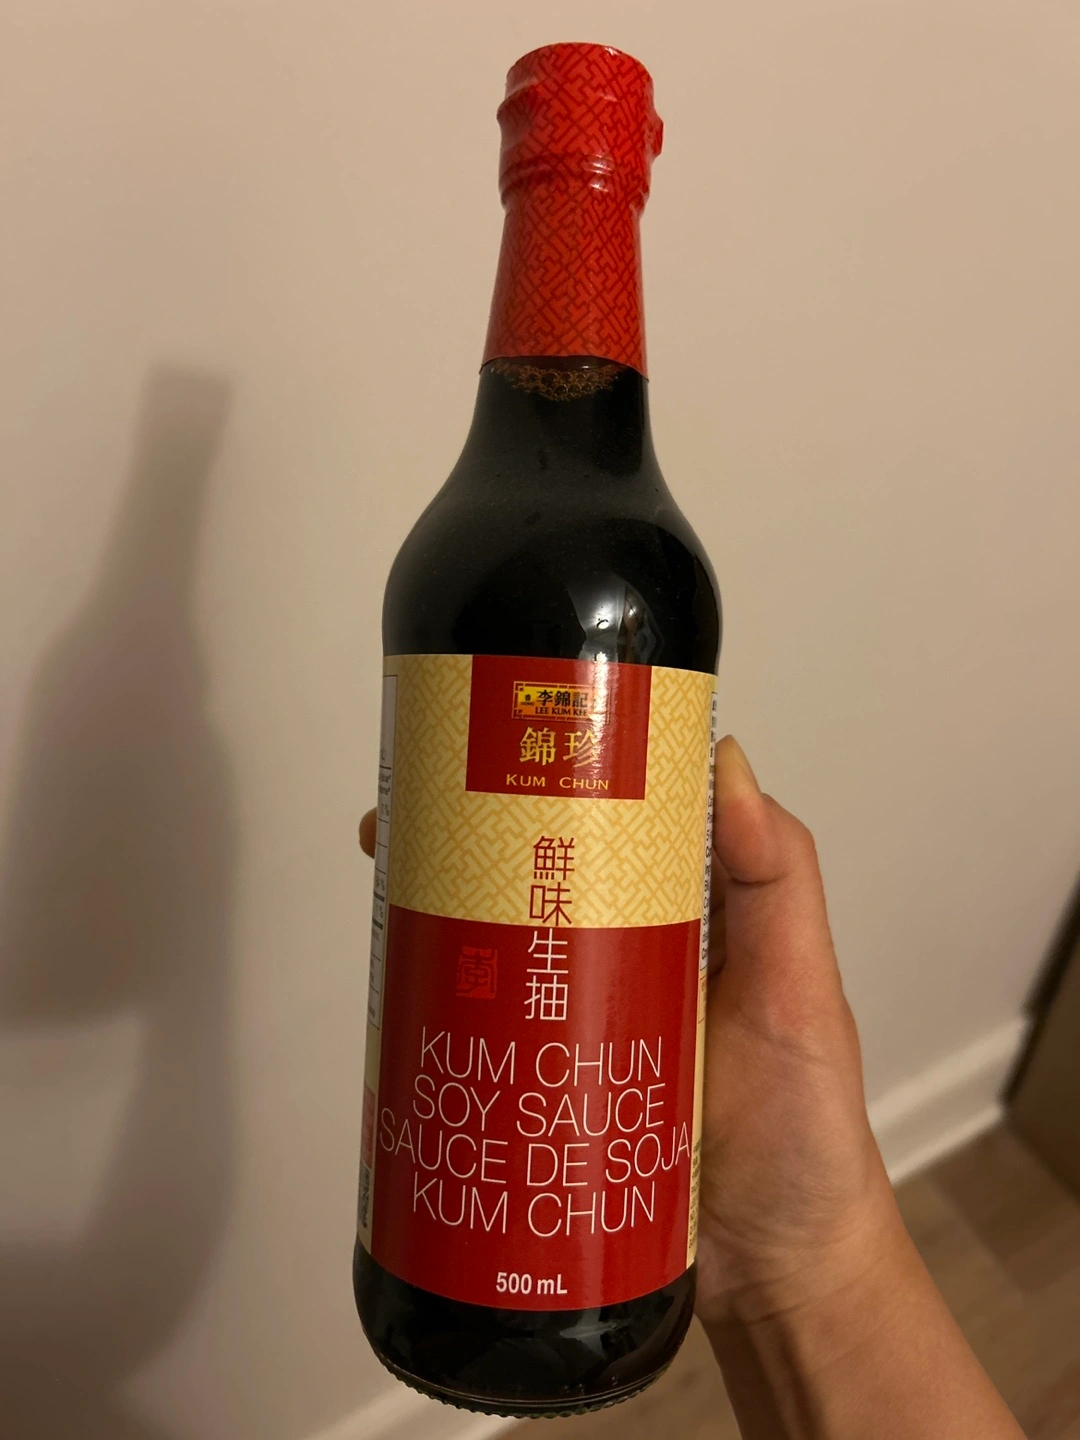 李錦記
LEE KUM KEE
錦珍
KUM CHUN
鮮味生抽
KUM CHUN
SOY SAUCE
SAUCE DE SOJA
KUM CHUN
500 mL